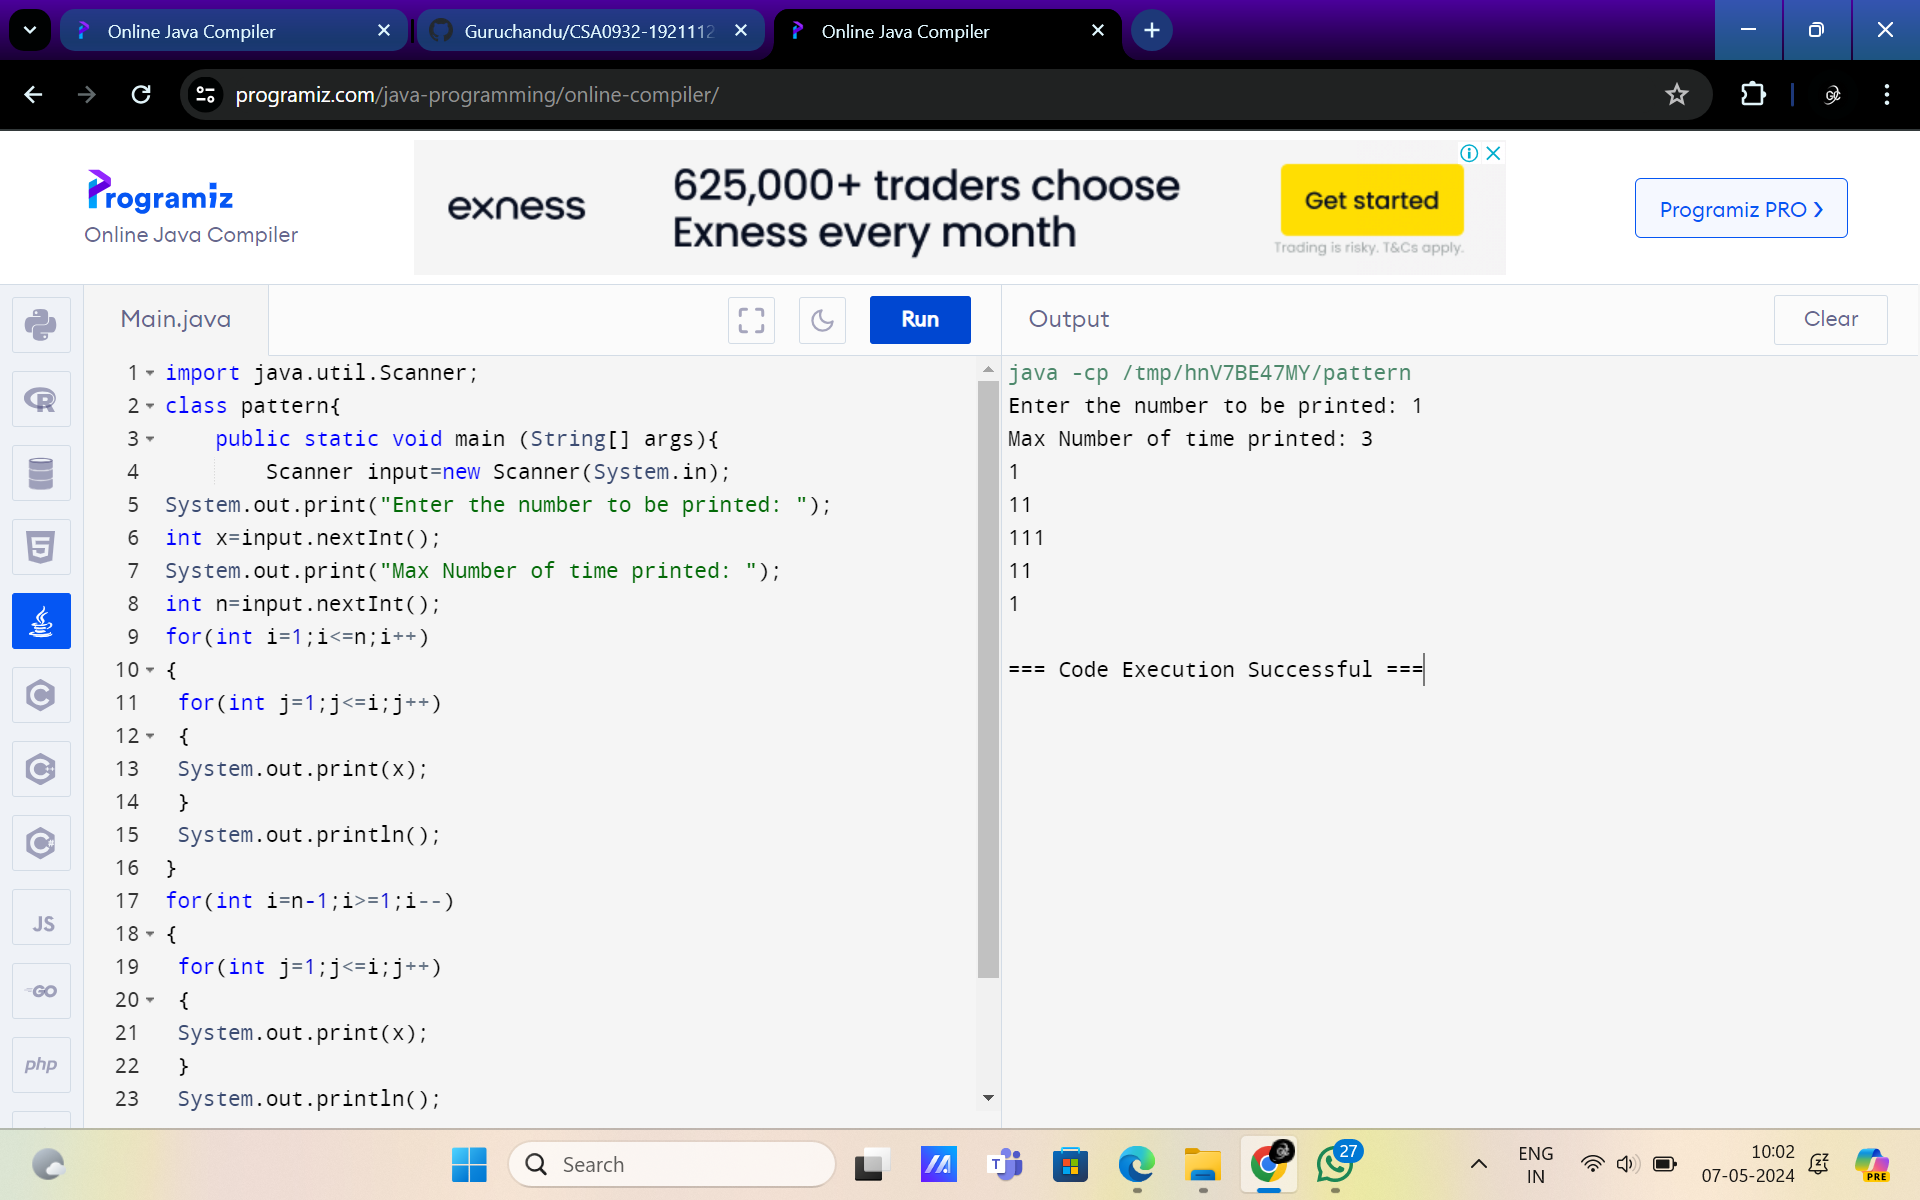 Online Java Compiler
Guruchandu/CSA0932-1921112
Online Java Compiler
programiz.com/java-programming/online-compiler/
GC
Programiz
Online Java Compiler
exness
625,000+ traders choose
Exness every month
Get started
Trading is risky. T&Cs apply.
Programiz PRO
Main.java
Run
Output
Clear
1 import java.util.Scanner;
2 class pattern{
3 public static void main (String[] args){
4 Scanner input=new Scanner(System.in);
5 System.out.print("Enter the number to be printed: ");
6 int x=input.nextInt();
7 System.out.print("Max Number of time printed: ");
8 int n=input.nextInt();
9 for(int i=1;i<=n;i++)
10 {
11 for(int j=1;j<=i;j++)
12 {
13 System.out.print(x);
14 }
15 System.out.println();
16 }
17 for(int i=n-1;i>=1;i--)
18 {
19 for(int j=1;j<=i;j++)
20 {
21 System.out.print(x);
22 }
23 System.out.println();
java -cp /tmp/hnV7BE47MY/pattern
Enter the number to be printed: 1
Max Number of time printed: 3
1
11
111
11
1
=== Code Execution Successful ===
R
5
C
C
C
JS
GO
php
Search
T
27
ENG
IN
10:02
07-05-2024
PRE